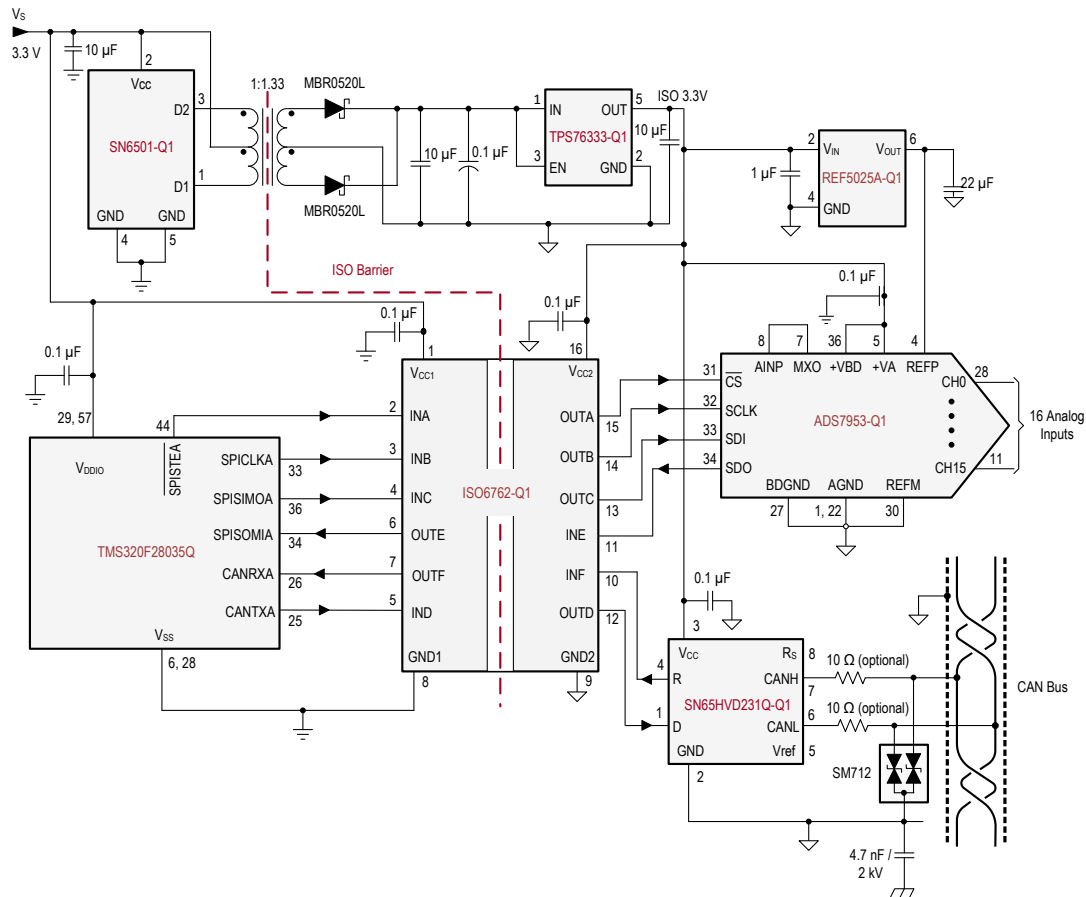 VS
3.3 V
10 µF
2
Vcc
D2
3
SN6501-Q1
D1
1
GND
GND
4
5
1:1.33
MBR0520L
MBR0520L
10 µF
0.1 µF
1
IN
OUT
5
TPS76333-Q1
3
EN
GND
2
ISO 3.3V
10 µF
2
VIN
VOUT
6
REF5025A-Q1
1 µF
4
GND
22 µF
ISO Barrier
0.1 µF
0.1 µF
0.1 µF
0.1 µF
29, 57
44
VDDIO
SPISTEA
SPICLKA
33
SPISIMOA
36
SPISOMIA
34
TMS320F28035Q
CANRXA
26
CANTXA
25
VSS
6, 28
1
VCC1
2
INA
3
INB
4
INC
6
OUTE
7
OUTF
5
IND
GND1
8
ISO6762-Q1
16
VCC2
OUTA
15
OUTB
14
OUTC
13
INE
11
INF
10
OUTD
12
GND2
9
8
7
36
5
4
AINP
MXO
+VBD
+VA
REFP
31
CS
32
SCLK
33
SDI
34
SDO
ADS7953-Q1
CH0
28
CH15
11
16 Analog
Inputs
BDGND
AGND
REFM
27
1, 22
30
0.1 µF
3
VCC
RS
8
4
R
CANH
7
SN65HVD231Q-Q1
1
D
CANL
6
GND
Vref
5
2
10 Ω (optional)
10 Ω (optional)
SM712
CAN Bus
4.7 nF /
2 kV